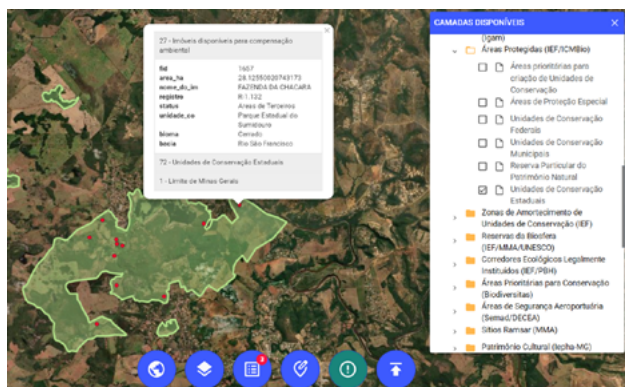 27 - Imóveis disponíveis para compensação
ambiental
fid 1607
area_ha 28.12550020743173
nome_do_im FAZENDA DA CHACARA
registro R:1.132
status Areas de Terceiros
unidade_co Parque Estadual do
Sumidouro
bioma Cerrado
bacia Rio São Francisco
72 - Unidades de Conservação Estaduais
1 - Limite de Minas Gerais
CAMADAS DISPONÍVEIS
(Igam)
Áreas Protegidas (IEF/ICMBio)
Áreas prioritárias para
criação de Unidades de
Conservação
Áreas de Proteção Especial
Unidades de Conservação
Federais
Unidades de Conservação
Municipais
Reserva Particular do
Patrimônio Natural
Unidades de Conservação
Estaduais
Zonas de Amortecimento de
Unidades de Conservação (IEF)
Reservas da Biosfera
(IEF/MMA/UNESCO)
Corredores Ecológicos Legalmente
Instituídos (IEF/PBH)
Áreas Prioritárias para Conservação
(Biodiversitas)
Áreas de Segurança Aeroportuária
(Semad/DECEA)
Sítios Ramsar (MMA)
Patrimônio Cultural (Iepha-MG)